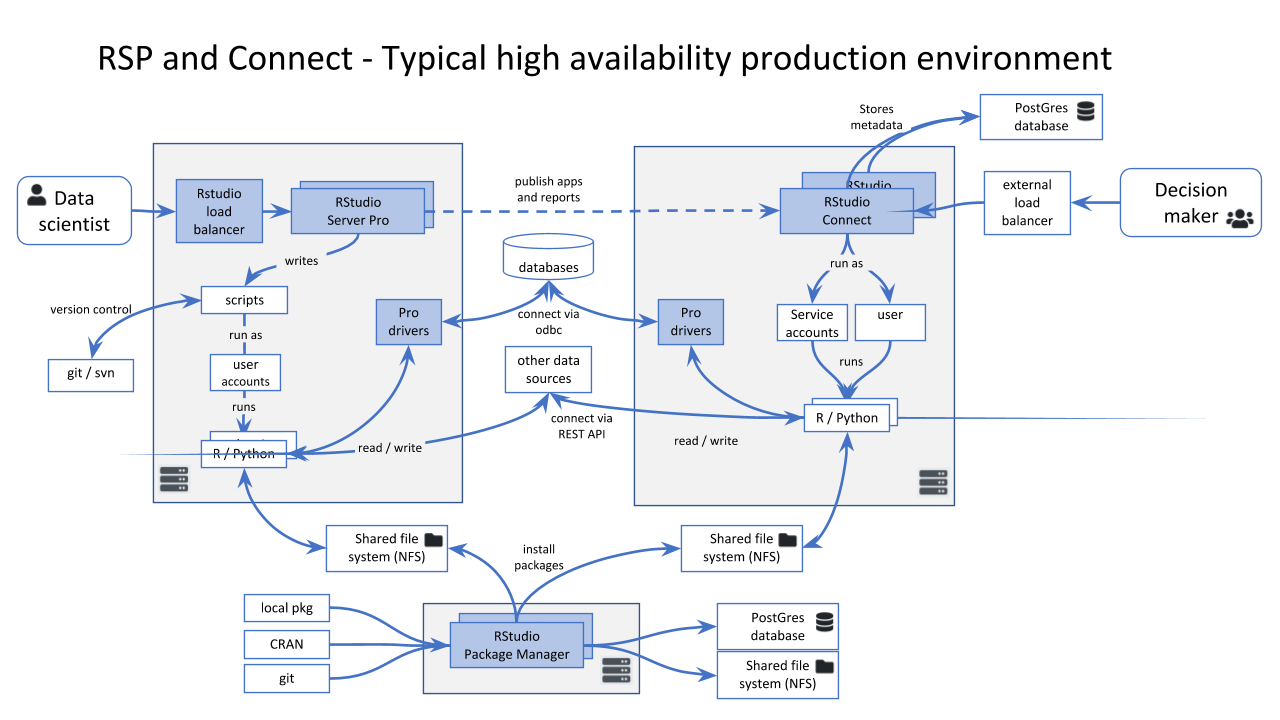 RSP and Connect - Typical high availability production environment
Stores
metadata
PostGres
database
Data
scientist
Rstudio
load
balancer
RStudio
Server Pro
publish apps
and reports
RStudio
RStudio
Connect
external
load
balancer
Decision
maker
writes
databases
run as
version control
scripts
Pro
drivers
connect via
odbc
Pro
drivers
Service
accounts
user
run as
git / svn
user
accounts
other data
sources
runs
runs
connect via
REST API
R / Python
R / Python
read / write
read / write
Shared file
system (NFS)
install
packages
Shared file
system (NFS)
local pkg
CRAN
git
RStudio
Package Manager
PostGres
database
Shared file
system (NFS)